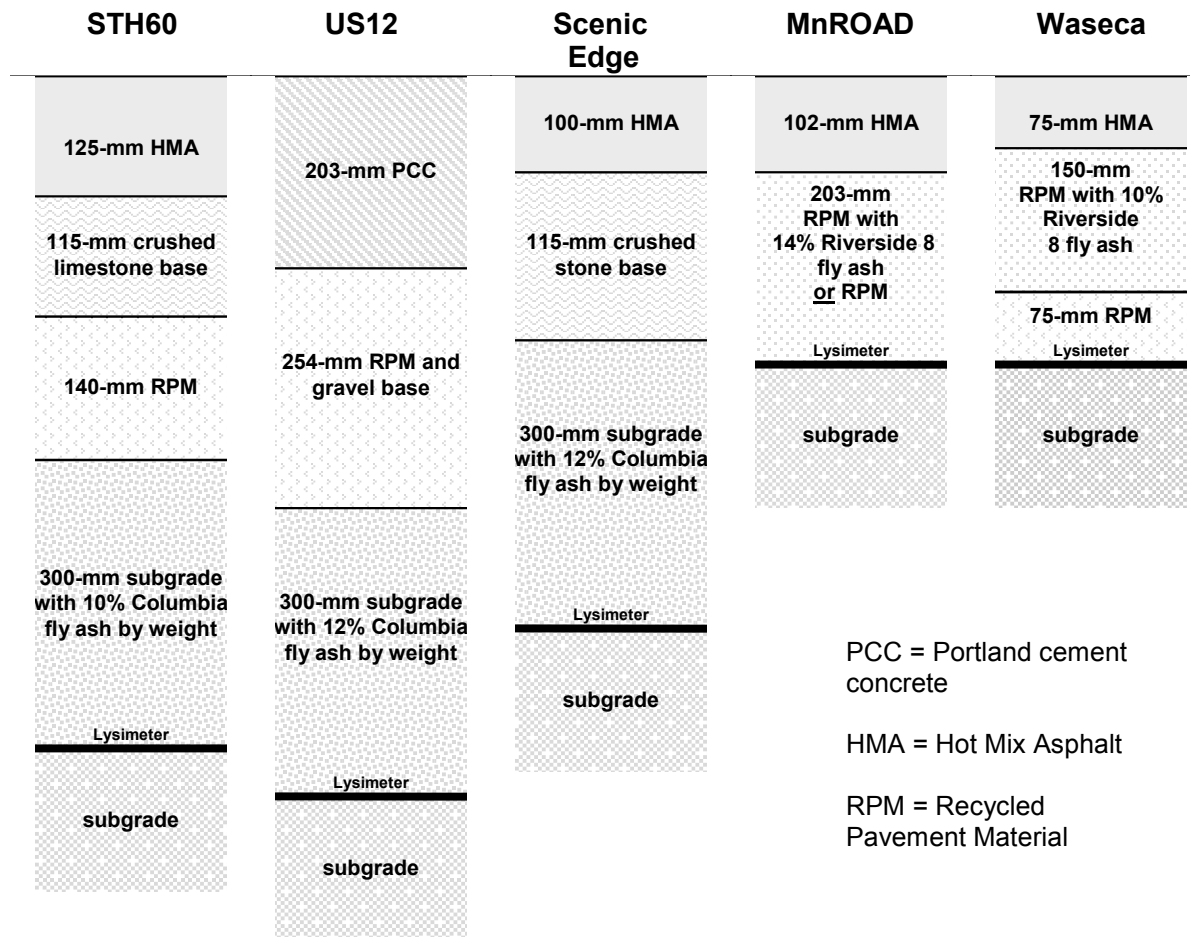 STH60
125-mm HMA
115-mm crushed
limestone base
140-mm RPM
300-mm subgrade
with 10% Columbia
fly ash by weight
Lysimeter
subgrade
US12
203-mm PCC
254-mm RPM and
gravel base
300-mm subgrade
with 12% Columbia
fly ash by weight
Lysimeter
subgrade
Scenic
Edge
100-mm HMA
115-mm crushed
stone base
300-mm subgrade
with 12% Columbia
fly ash by weight
Lysimeter
subgrade
MnROAD
102-mm HMA
203-mm
RPM with
14% Riverside 8
fly ash
or RPM
Lysimeter
subgrade
Waseca
75-mm HMA
150-mm
RPM with 10%
Riverside
8 fly ash
75-mm RPM
Lysimeter
subgrade
PCC = Portland cement
concrete
HMA = Hot Mix Asphalt
RPM = Recycled
Pavement Material